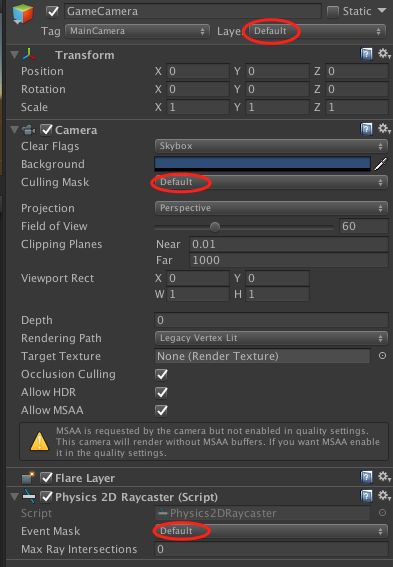 GameCamera Static
Tag MainCamera Layer Default
Transform
Position X 0 Y 0 Z 0
Rotation X 0 Y 0 Z 0
Scale X 1 Y 1 Z 1
Camera
Clear Flags Skybox
Background
Culling Mask Default
Projection Perspective
Field of View 60
Clipping Planes Near 0.01
Far 1000
Viewport Rect X 0 Y 0
W 1 H 1
Depth 0
Rendering Path Legacy Vertex Lit
Target Texture None (Render Texture)
Occlusion Culling
Allow HDR
Allow MSAA
MSAA is requested by the camera but not enabled in quality settings.
This camera will render without MSAA buffers. If you want MSAA enable
it in the quality settings.
Flare Layer
Physics 2D Raycaster (Script)
Script Physics2DRaycaster
Event Mask Default
Max Ray Intersections 0